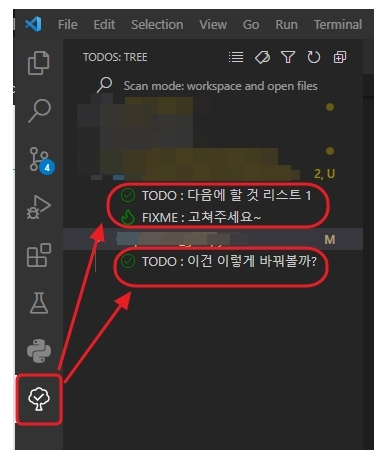 File Edit Selection View Go Run Terminal
TODOS: TREE
Scan mode: workspace and open files
2, U
TODO : 다음에 할 것 리스트 1
FIXME : 고쳐주세요~
M
TODO : 이건 이렇게 바꿔볼까?
4